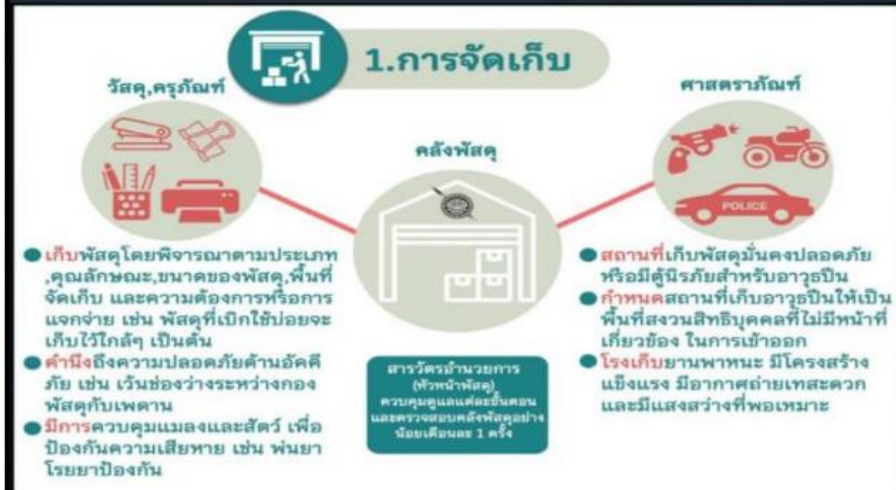 1.การจัดเก็บ
วัสดุ,ครุภัณฑ์
เก็บพัสดุโดยพิจารณาตามประเภท
,คุณลักษณะ,ขนาดของพัสดุ,พื้นที่
จัดเก็บ และความต้องการหรือการ
แจกจ่าย เช่น พัสดุที่เบิกใช้บ่อยจะ
เก็บไว้ใกล้ๆ เป็นต้น
คำนึงถึงความปลอดภัยด้านอัคคี
ภัย เช่น เว้นช่องว่างระหว่างกอง
พัสดุกับเพดาน
มีการควบคุมแมลงและสัตว์ เพื่อ
ป้องกันความเสียหาย เช่น พ่นยา
โรยยาป้องกัน
คลังพัสดุ
สารวัตรอำนวยการ
(หัวหน้าพัสดุ)
ควบคุมดูแลแต่ละขั้นตอน
และตรวจสอบคลังพัสดุอย่าง
น้อยเดือนละ 1 ครั้ง
ศาสตราภัณฑ์
POLICE
สถานที่เก็บพัสดุมั่นคงปลอดภัย
หรือมีตู้นิรภัยสำหรับอาวุธปืน
กำหนดสถานที่เก็บอาวุธปืนให้เป็น
พื้นที่สงวนสิทธิบุคคลที่ไม่มีหน้าที่
เกี่ยวข้อง ในการเข้าออก
โรงเก็บยานพาหนะ มีโครงสร้าง
แข็งแรง มีอากาศถ่ายเทสะดวก
และมีแสงสว่างที่พอเหมาะ